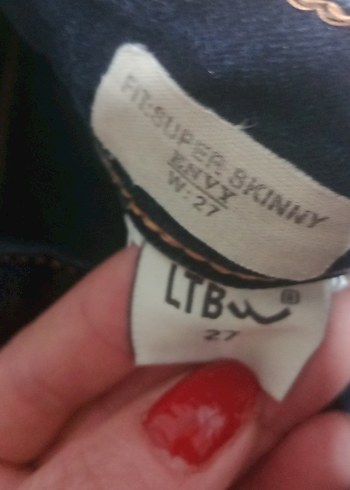 FIT:SUPER SKINNY
ENVY
W:27
LTB ®
27